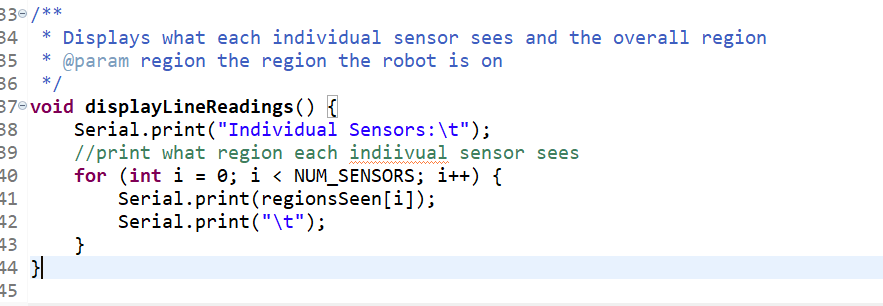 33 /**
34  * Displays what each individual sensor sees and the overall region
35  * @param region the region the robot is on
36  */
37 void displayLineReadings() {
38     Serial.print("Individual Sensors:\t");
39     //print what region each indiivual sensor sees
40     for (int i = 0; i < NUM_SENSORS; i++) {
41         Serial.print(regionsSeen[i]);
42         Serial.print("\t");
43     }
44 }
45